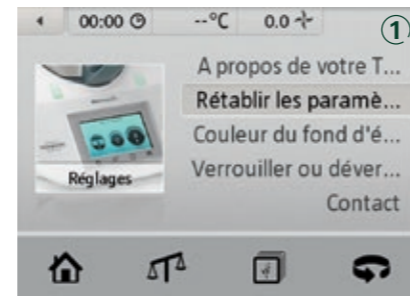 00:00 --°C 0.0
1
A propos de votre T...
Rétablir les paramè...
Couleur du fond d'é...
Verrouiller ou déver...
Contact
Réglages